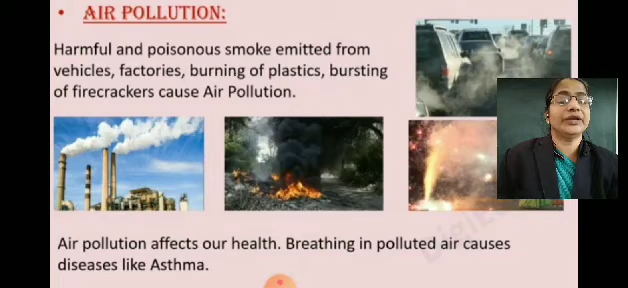 • AIR POLLUTION:
Harmful and poisonous smoke emitted from
vehicles, factories, burning of plastics, bursting
of firecrackers cause Air Pollution.
Air pollution affects our health. Breathing in polluted air causes
diseases like Asthma.